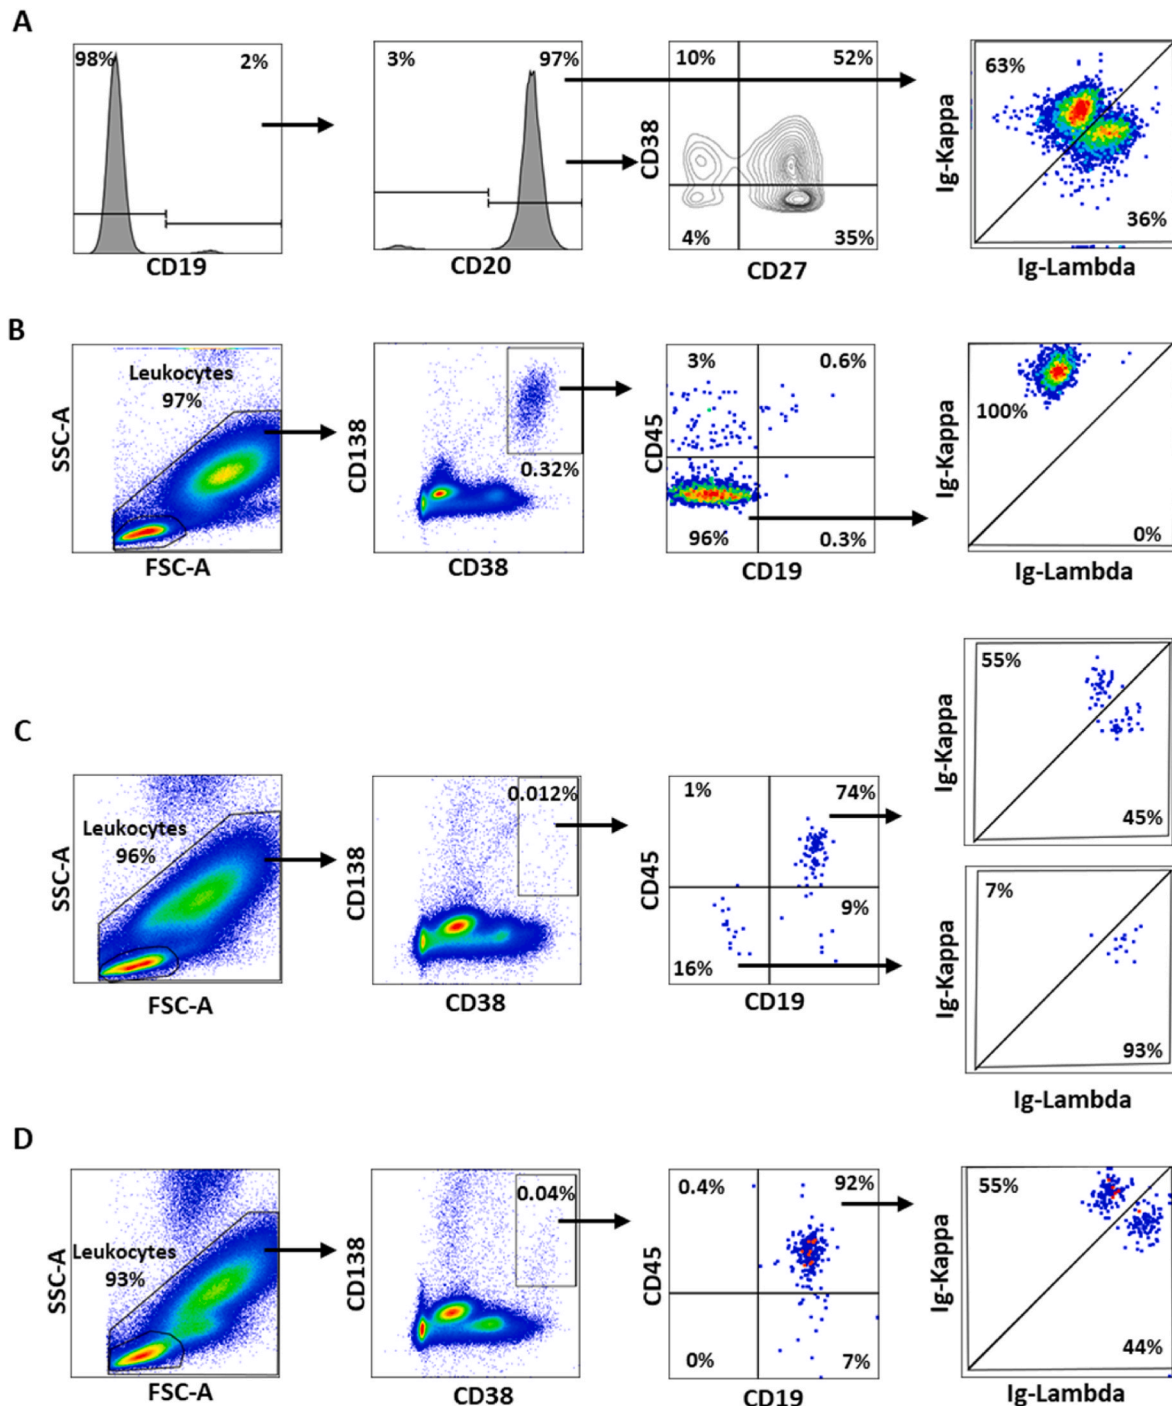 A
98%
2%
CD19
3%
97%
CD20
10%
52%
CD38
4%
35%
CD27
63%
Ig-Kappa
36%
Ig-Lambda
B
Leukocytes
97%
SSC-A
FSC-A
CD138
0.32%
CD38
3%
0.6%
CD45
96%
0.3%
CD19
Ig-Kappa
100%
0%
Ig-Lambda
C
Leukocytes
96%
SSC-A
FSC-A
0.012%
CD138
CD38
1%
74%
CD45
9%
16%
CD19
55%
Ig-Kappa
45%
7%
Ig-Kappa
93%
Ig-Lambda
D
Leukocytes
93%
SSC-A
FSC-A
0.04%
CD138
CD38
0.4%
92%
CD45
0%
7%
CD19
55%
Ig-Kappa
44%
Ig-Lambda